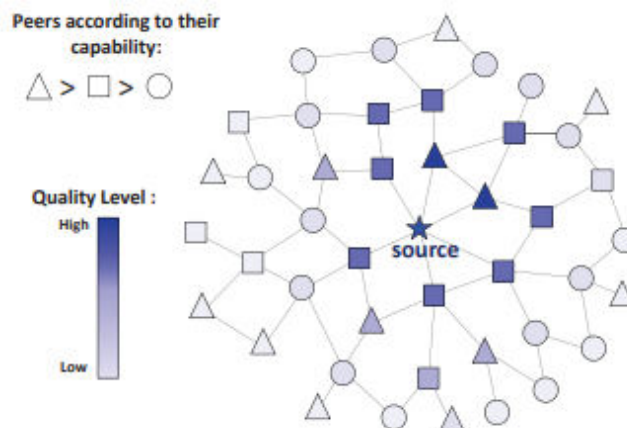 Peers according to their
capability:
> >
Quality Level :
High
source
Low